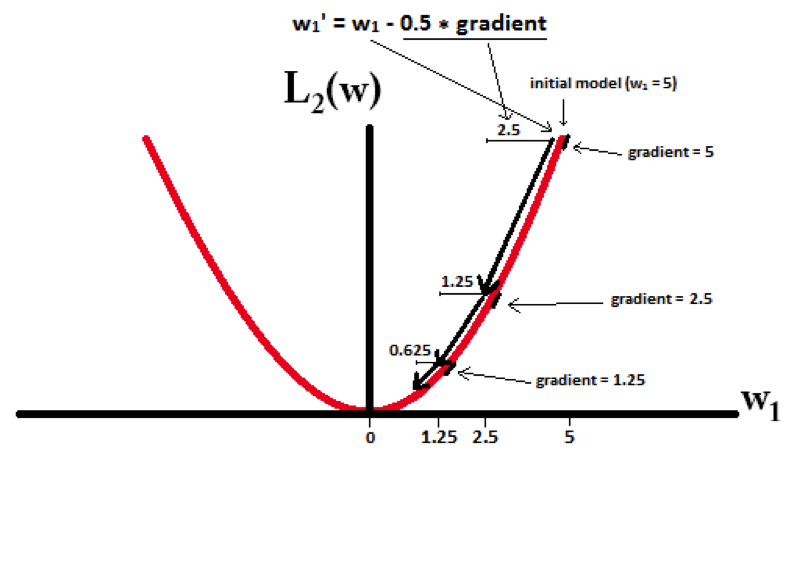 w₁' = w₁ - 0.5 * gradient
initial model (w₁ = 5)
L₂(w)
2.5
gradient = 5
1.25
gradient = 2.5
0.625
gradient = 1.25
w₁
0 1.25 2.5 5